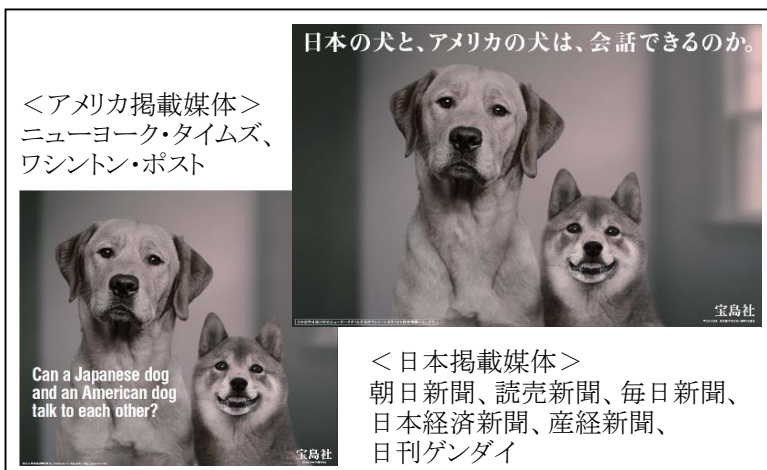 日本の犬と、アメリカの犬は、会話できるのか。
＜アメリカ掲載媒体＞
ニューヨーク・タイムズ、
ワシントン・ポスト
宝島社
Can a Japanese dog
and an American dog
talk to each other?
宝島社
＜日本掲載媒体＞
朝日新聞、読売新聞、毎日新聞、
日本経済新聞、産経新聞、
日刊ゲンダイ